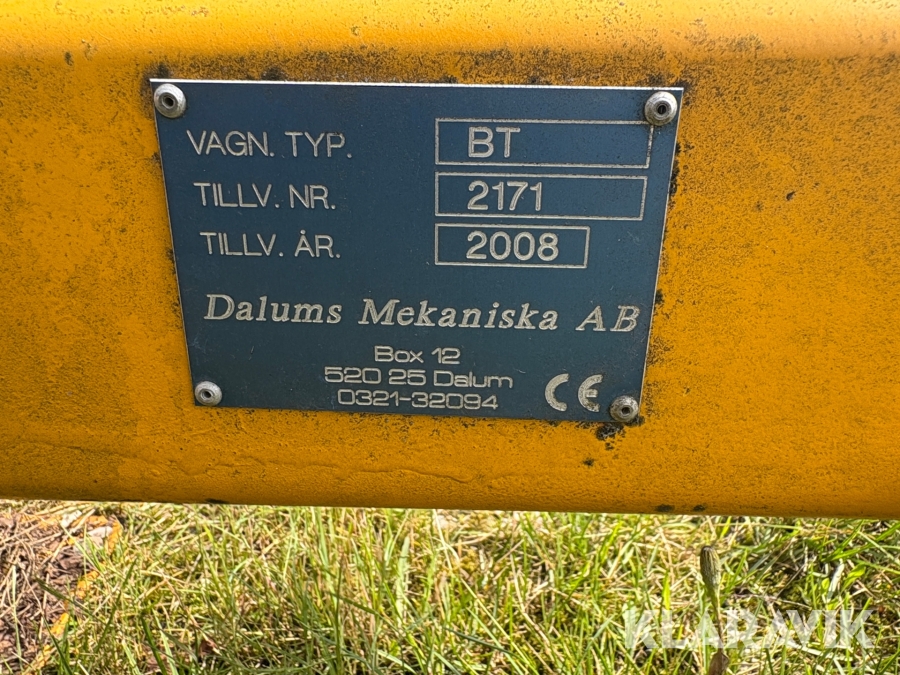 VAGN. TYP. BT
TILLV. NR. 2171
TILLV. ÅR. 2008
Dalums Mekaniska AB
Box 12
520 25 Dalum
0321-32094
CE
KLARAVIK